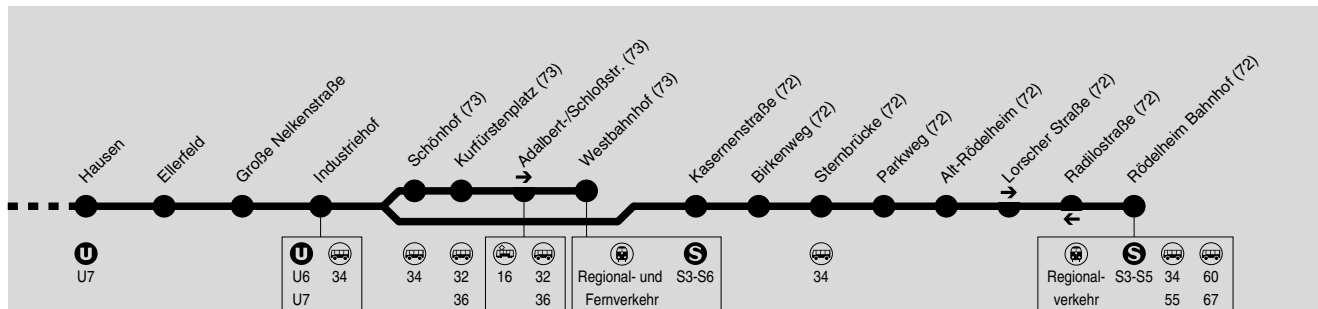 Hausen
Ellerfeld
Große Nelkenstraße
Industriehof
Schönhof (73)
Kurfürstenplatz (73)
Adalbert-/Schloßstr. (73)
Westbahnhof (73)
Kasernenstraße (72)
Birkenweg (72)
Sternbrücke (72)
Parkweg (72)
Alt-Rödelheim (72)
Lorscher Straße (72)
Radilostraße (72)
Rödelheim Bahnhof (72)
U
U7
U
U6 34
U7
34
32
36
16 32
36
S
Regional- und S3-S6
Fernverkehr
34
S
Regional- S3-S5 34 60
verkehr 55 67